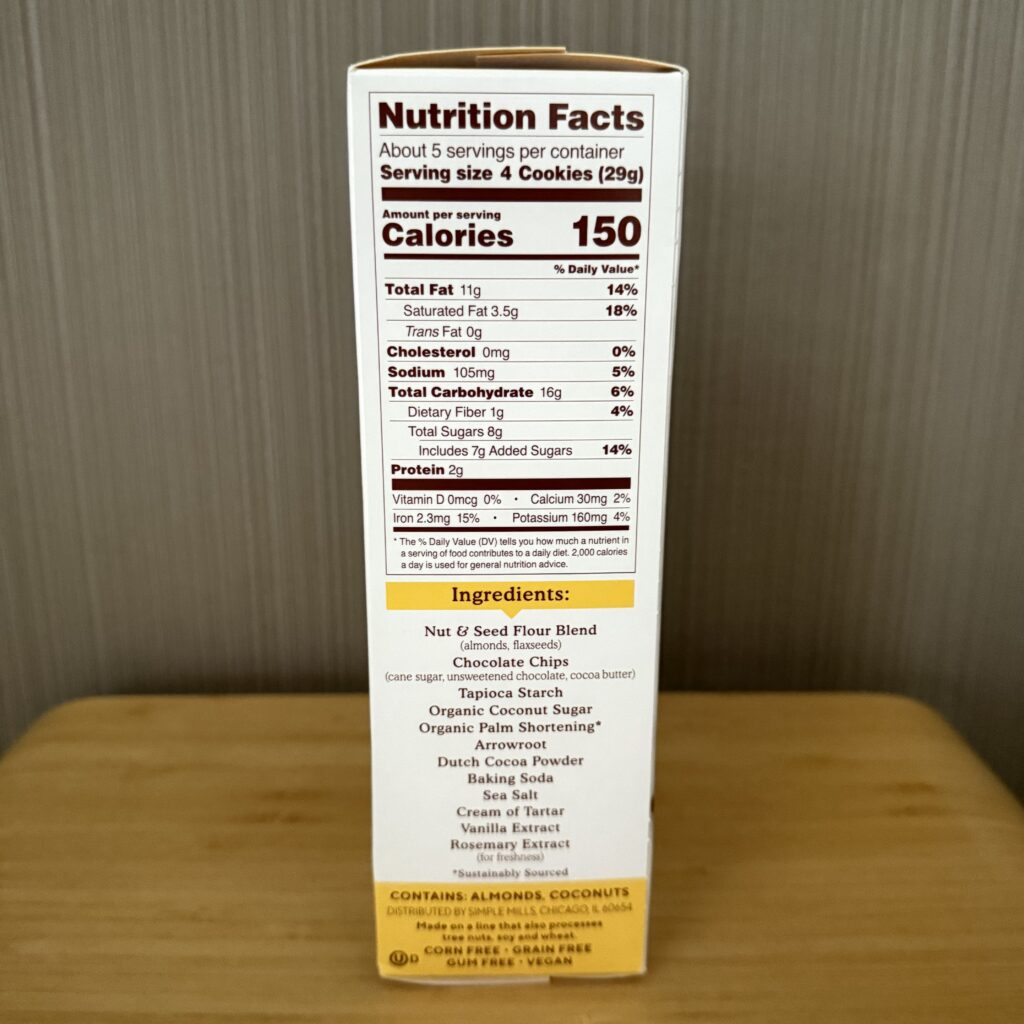 Nutrition Facts
About 5 servings per container
Serving size 4 Cookies (29g)
Amount per serving
Calories 150
% Daily Value*
Total Fat 11g 14%
Saturated Fat 3.5g 18%
Trans Fat 0g
Cholesterol 0mg 0%
Sodium 105mg 5%
Total Carbohydrate 16g 6%
Dietary Fiber 1g 4%
Total Sugars 8g
Includes 7g Added Sugars 14%
Protein 2g
Vitamin D 0mcg 0% • Calcium 30mg 2%
Iron 2.3mg 15% • Potassium 160mg 4%
* The % Daily Value (DV) tells you how much a nutrient in
a serving of food contributes to a daily diet. 2,000 calories
a day is used for general nutrition advice.
Ingredients:
Nut & Seed Flour Blend
(almonds, flaxseeds)
Chocolate Chips
(cane sugar, unsweetened chocolate, cocoa butter)
Tapioca Starch
Organic Coconut Sugar
Organic Palm Shortening*
Arrowroot
Dutch Cocoa Powder
Baking Soda
Sea Salt
Cream of Tartar
Vanilla Extract
Rosemary Extract
(for freshness)
*Sustainably Sourced
CONTAINS: ALMONDS, COCONUTS
DISTRIBUTED BY SIMPLE MILLS, CHICAGO, IL 60654
Made on a line that also processes
tree nuts, soy and wheat.
U D CORN FREE • GRAIN FREE
GUM FREE • VEGAN